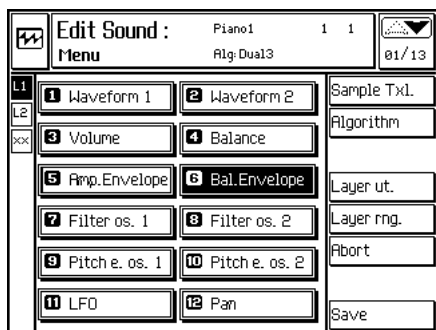 Edit Sound : Piano1 1 1
Menu Alg:Dual3 01/13
L1
L2
××
1 Waveform 1 2 Waveform 2
3 Volume 4 Balance
5 Amp.Envelope 6 Bal.Envelope
7 Filter os. 1 8 Filter os. 2
9 Pitch e. os. 1 10 Pitch e. os. 2
11 LFO 12 Pan
Sample Txl.
Algorithm
Layer ut.
Layer rng.
Abort
Save